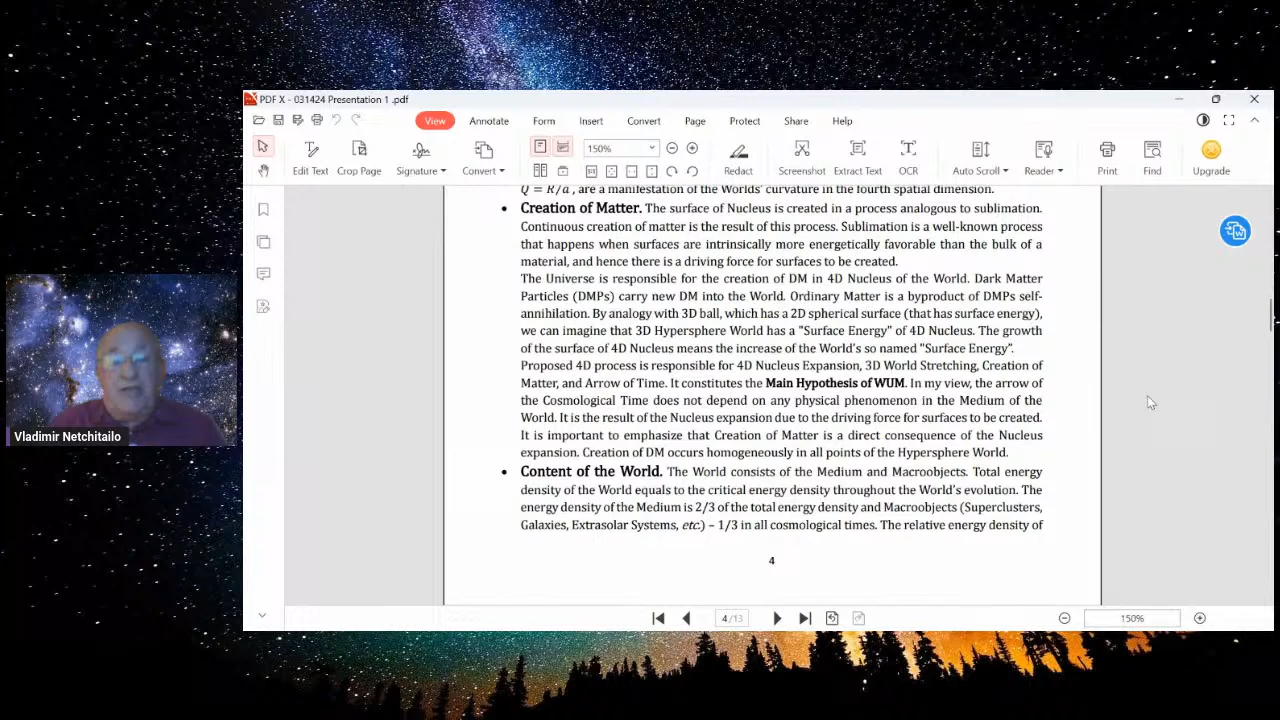 PDF X - 031424 Presentation 1 .pdf
View Annotate Form Insert Convert Page Protect Share Help
150%
Edit Text Crop Page Signature Convert Redact Screenshot Extract Text OCR Auto Scroll Reader Print Find Upgrade
Q = R/a , are a manifestation of the Worlds' curvature in the fourth spatial dimension.
• Creation of Matter. The surface of Nucleus is created in a process analogous to sublimation.
Continuous creation of matter is the result of this process. Sublimation is a well-known process
that happens when surfaces are intrinsically more energetically favorable than the bulk of a
material, and hence there is a driving force for surfaces to be created.
The Universe is responsible for the creation of DM in 4D Nucleus of the World. Dark Matter
Particles (DMPs) carry new DM into the World. Ordinary Matter is a byproduct of DMPs self-
annihilation. By analogy with 3D ball, which has a 2D spherical surface (that has surface energy),
we can imagine that 3D Hypersphere World has a "Surface Energy" of 4D Nucleus. The growth
of the surface of 4D Nucleus means the increase of the World's so named "Surface Energy".
Proposed 4D process is responsible for 4D Nucleus Expansion, 3D World Stretching, Creation of
Matter, and Arrow of Time. It constitutes the Main Hypothesis of WUM. In my view, the arrow of
the Cosmological Time does not depend on any physical phenomenon in the Medium of the
World. It is the result of the Nucleus expansion due to the driving force for surfaces to be created.
It is important to emphasize that Creation of Matter is a direct consequence of the Nucleus
expansion. Creation of DM occurs homogeneously in all points of the Hypersphere World.
• Content of the World. The World consists of the Medium and Macroobjects. Total energy
density of the World equals to the critical energy density throughout the World's evolution. The
energy density of the Medium is 2/3 of the total energy density and Macroobjects (Superclusters,
Galaxies, Extrasolar Systems, etc.) – 1/3 in all cosmological times. The relative energy density of
4
4 /13
150%
Vladimir Netchitailo